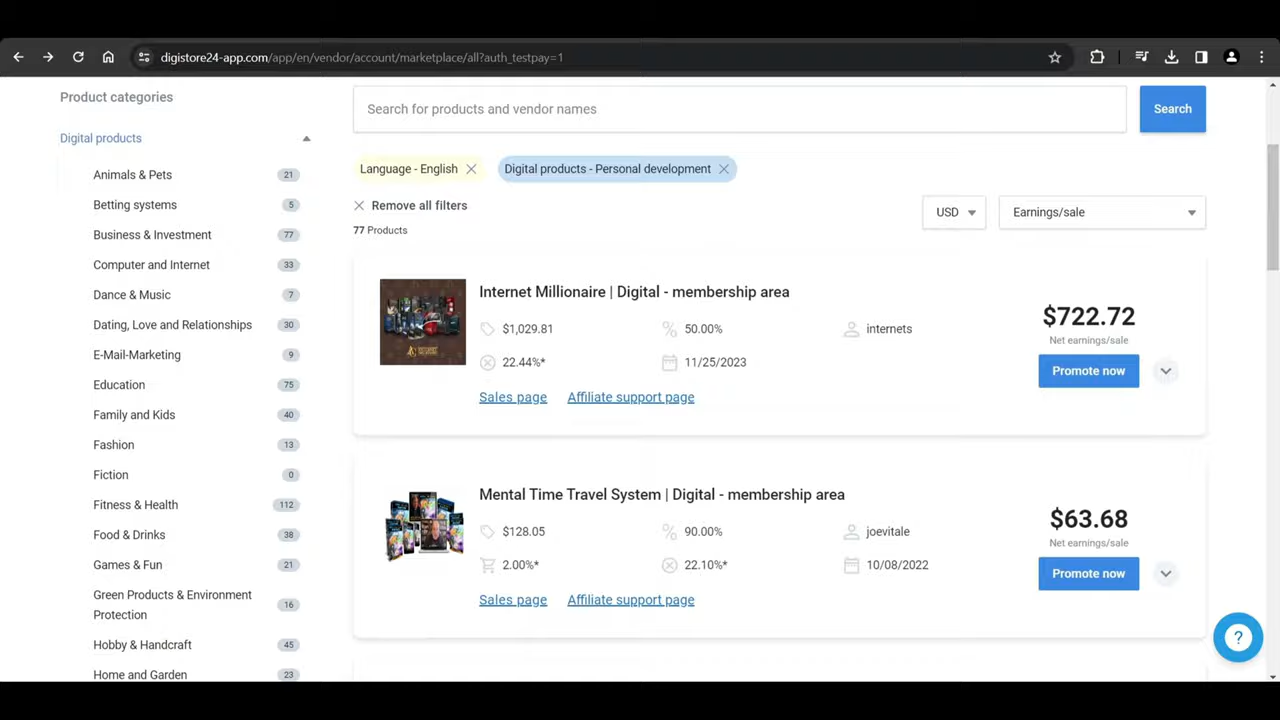 digistore24-app.com/app/en/vendor/account/marketplace/all?auth_testpay=1
Product categories
Digital products
Animals & Pets 21
Betting systems 5
Business & Investment 77
Computer and Internet 33
Dance & Music 7
Dating, Love and Relationships 30
E-Mail-Marketing 9
Education 75
Family and Kids 40
Fashion 13
Fiction 0
Fitness & Health 112
Food & Drinks 38
Games & Fun 21
Green Products & Environment
Protection 16
Hobby & Handcraft 45
Home and Garden 23
Search for products and vendor names
Search
Language - English
Digital products - Personal development
Remove all filters
USD
Earnings/sale
77 Products
Internet Millionaire | Digital - membership area
$1,029.81 50.00% internets
22.44%* 11/25/2023
Sales page Affiliate support page
$722.72
Net earnings/sale
Promote now
Mental Time Travel System | Digital - membership area
$128.05 90.00% joevitale
2.00%* 22.10%* 10/08/2022
Sales page Affiliate support page
$63.68
Net earnings/sale
Promote now
?